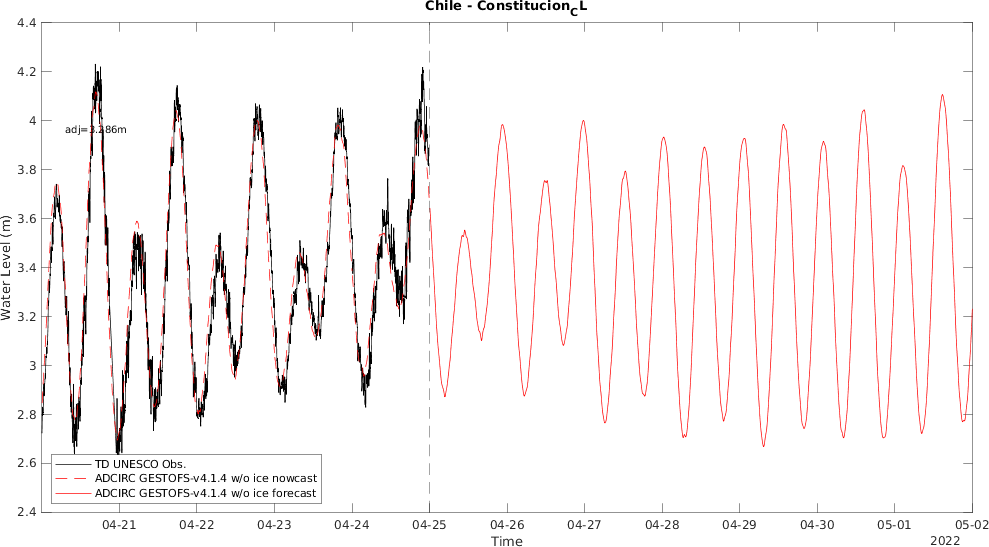 Chile - Constitucion_CL
4.4
4.2
4
3.8
3.6
3.4
3.2
3
2.8
2.6
2.4
Water Level (m)
adj=3.286m
TD UNESCO Obs.
ADCIRC GESTOFS-v4.1.4 w/o ice nowcast
ADCIRC GESTOFS-v4.1.4 w/o ice forecast
04-21 04-22 04-23 04-24 04-25 04-26 04-27 04-28 04-29 04-30 05-01 05-02
Time
2022